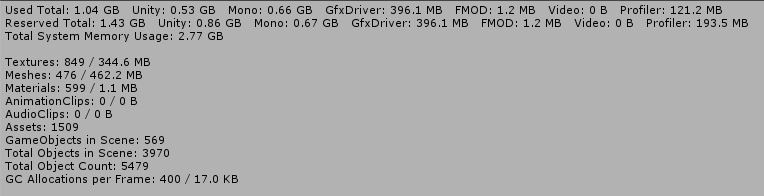 Used Total: 1.04 GB   Unity: 0.53 GB   Mono: 0.66 GB   GfxDriver: 396.1 MB   FMOD: 1.2 MB   Video: 0 B   Profiler: 121.2 MB
Reserved Total: 1.43 GB   Unity: 0.86 GB   Mono: 0.67 GB   GfxDriver: 396.1 MB   FMOD: 1.2 MB   Video: 0 B   Profiler: 193.5 MB
Total System Memory Usage: 2.77 GB
Textures: 849 / 344.6 MB
Meshes: 476 / 462.2 MB
Materials: 599 / 1.1 MB
AnimationClips: 0 / 0 B
AudioClips: 0 / 0 B
Assets: 1509
GameObjects in Scene: 569
Total Objects in Scene: 3970
Total Object Count: 5479
GC Allocations per Frame: 400 / 17.0 KB